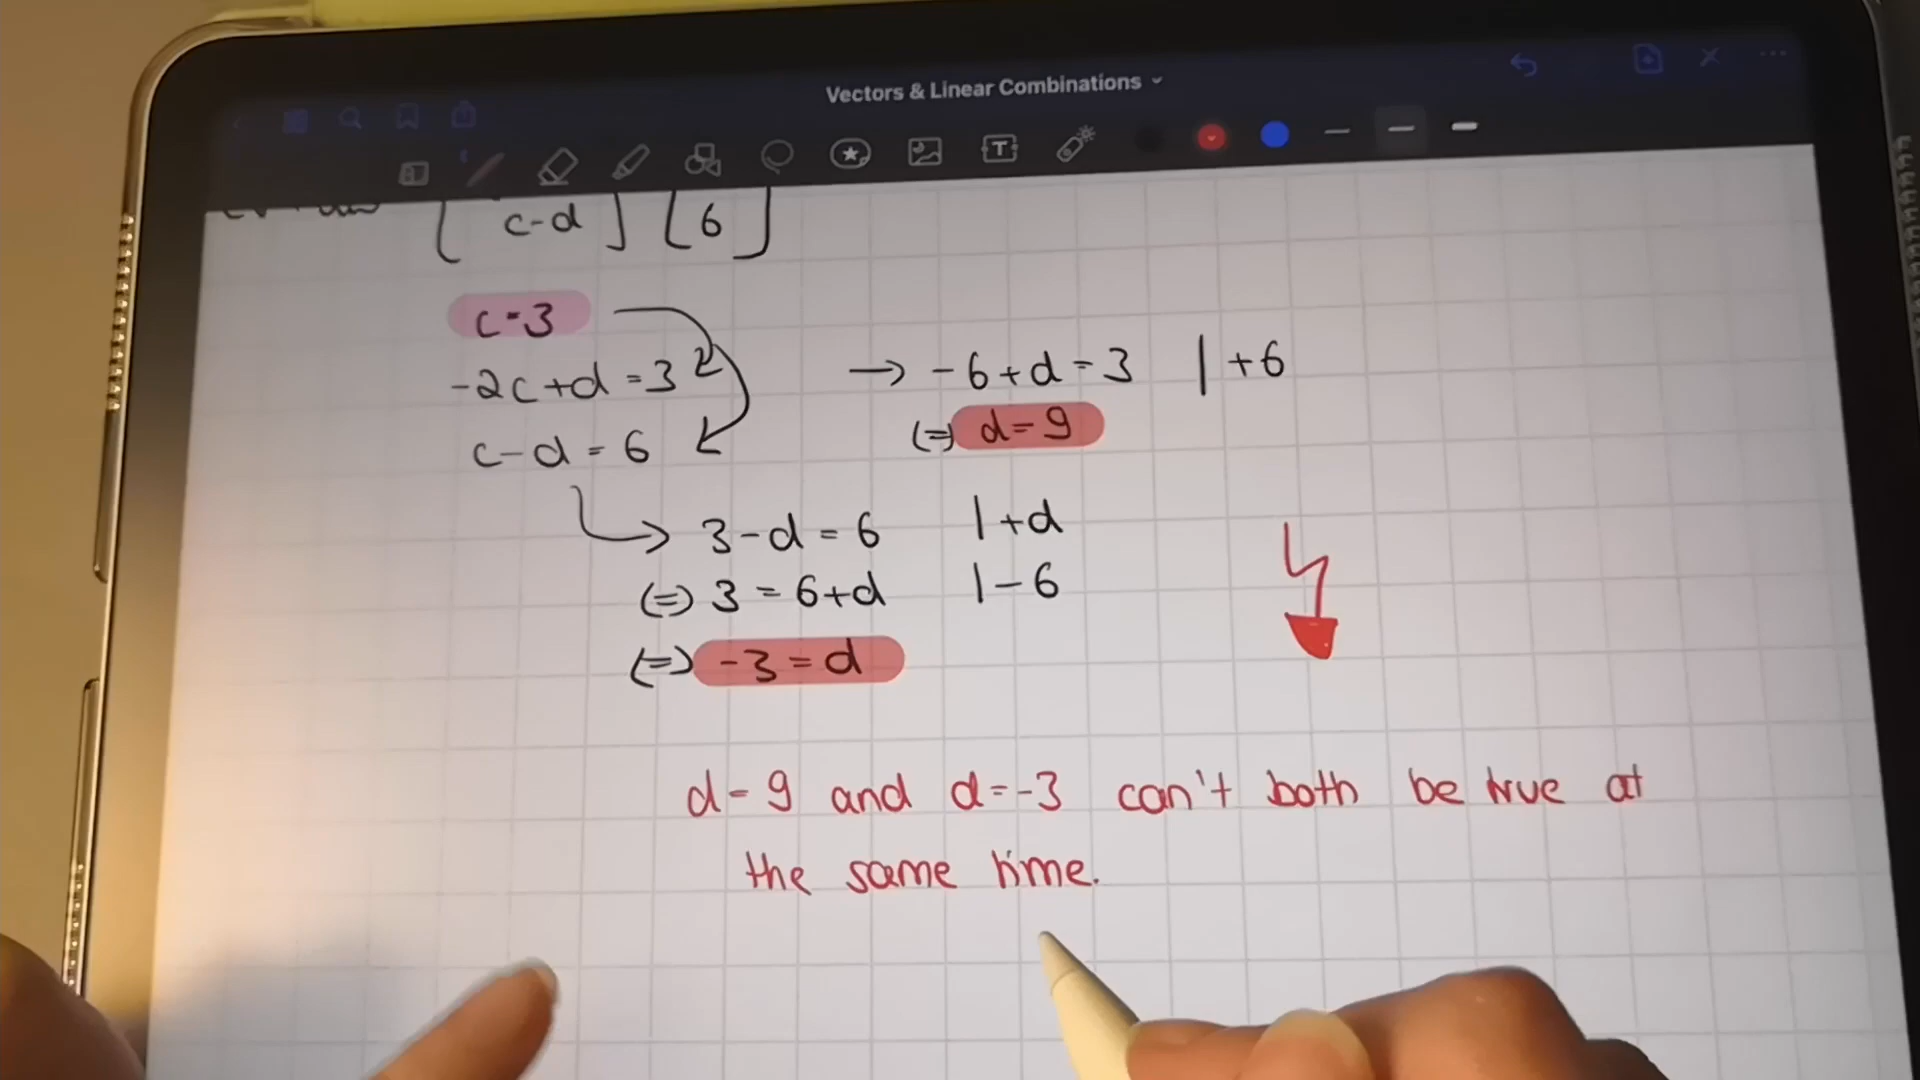 Vectors & Linear Combinations
T
c-d 6
c=3
-2c+d=3
→ -6+d=3 | +6
(=) d=9
c-d=6
→ 3-d=6 |+d
(=) 3=6+d |-6
(=) -3=d
d=9 and d=-3 can't both be true at
the same time.